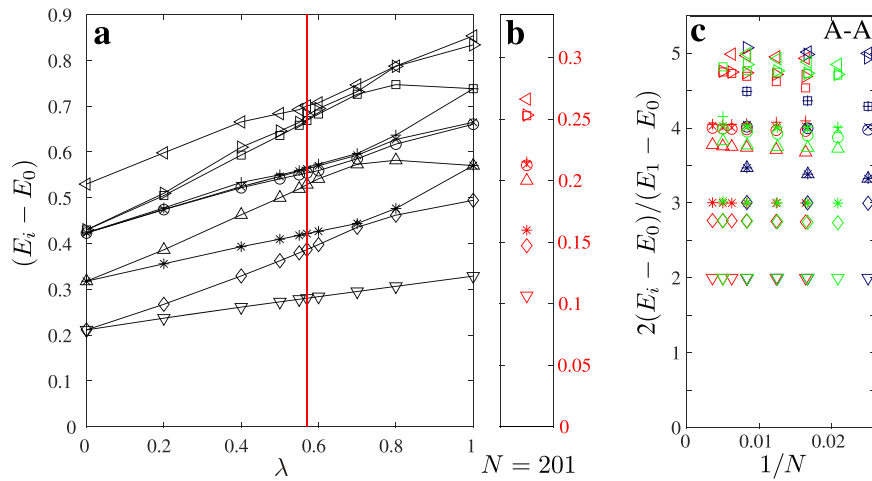 a
(E_i − E_0)
0.9
0.8
0.7
0.6
0.5
0.4
0.3
0.2
0.1
0
0 0.2 0.4 0.6 0.8 1
λ
b
0.3
0.25
0.2
0.15
0.1
0.05
0
N = 201
c
A-A
2(E_i − E_0)/(E_1 − E_0)
5
4
3
2
1
0
0 0.01 0.02
1/N